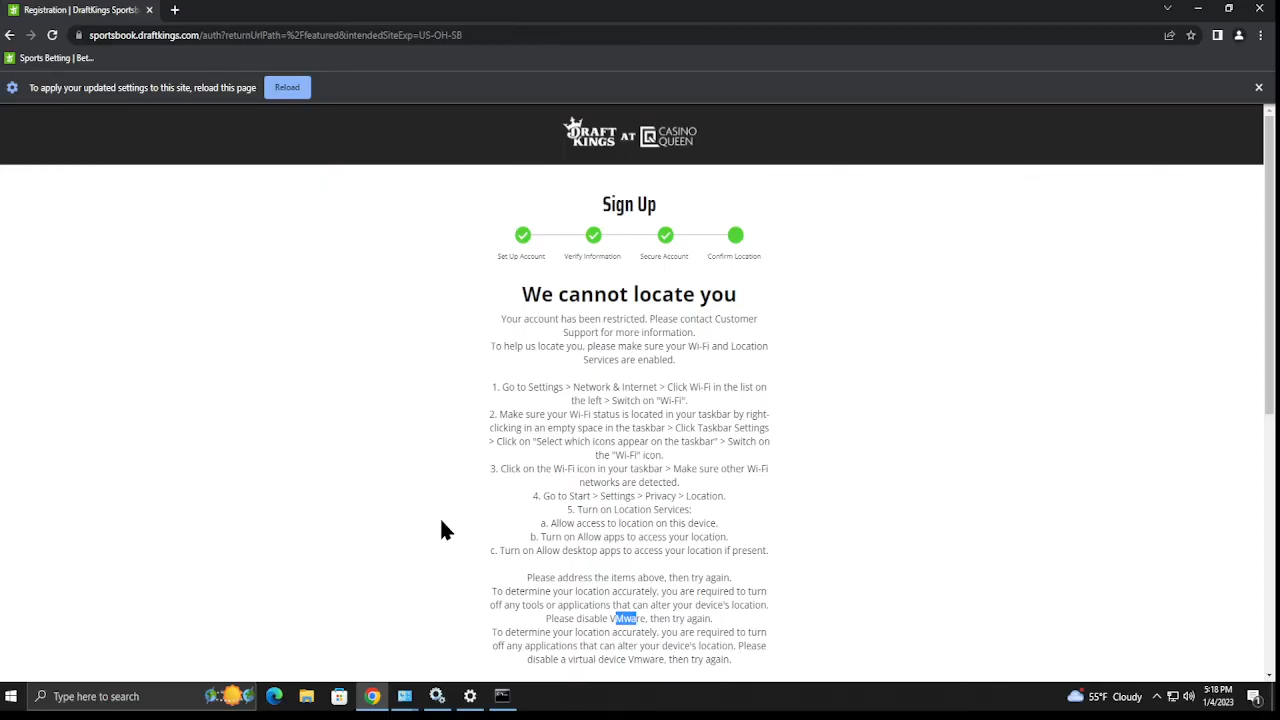 Registration | DraftKings Sportsb
sportsbook.draftkings.com/auth?returnUrlPath=%2Ffeatured&intendedSiteExp=US-OH-SB
Sports Betting | Bet...
To apply your updated settings to this site, reload this page
Reload
DRAFT KINGS AT CASINO QUEEN
Sign Up
Set Up Account
Verify Information
Secure Account
Confirm Location
We cannot locate you
Your account has been restricted. Please contact Customer
Support for more information.
To help us locate you, please make sure your Wi-Fi and Location
Services are enabled.
1. Go to Settings > Network & Internet > Click Wi-Fi in the list on
the left > Switch on "Wi-Fi".
2. Make sure your Wi-Fi status is located in your taskbar by right-
clicking in an empty space in the taskbar > Click Taskbar Settings
> Click on "Select which icons appear on the taskbar" > Switch on
the "Wi-Fi" icon.
3. Click on the Wi-Fi icon in your taskbar > Make sure other Wi-Fi
networks are detected.
4. Go to Start > Settings > Privacy > Location.
5. Turn on Location Services:
a. Allow access to location on this device.
b. Turn on Allow apps to access your location.
c. Turn on Allow desktop apps to access your location if present.
Please address the items above, then try again.
To determine your location accurately, you are required to turn
off any tools or applications that can alter your device's location.
Please disable VMware, then try again.
To determine your location accurately, you are required to turn
off any applications that can alter your device's location. Please
disable a virtual device Vmware, then try again.
Type here to search
55°F Cloudy
5:18 PM
1/4/2023
1